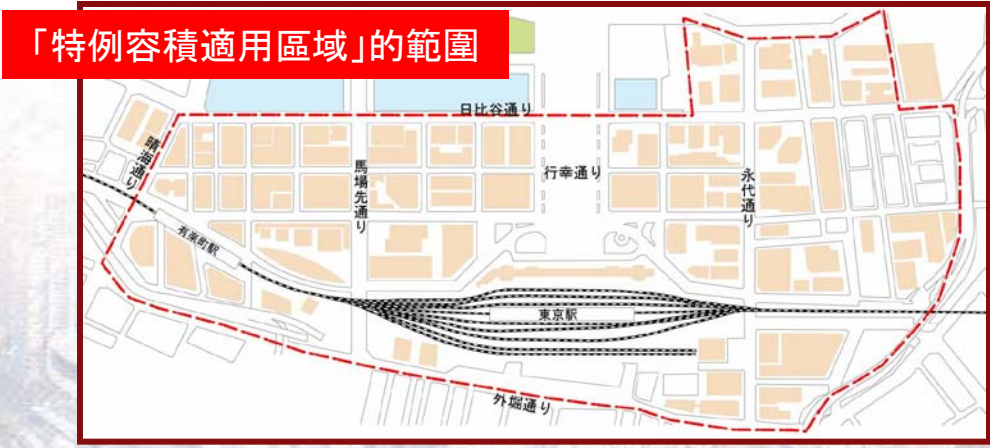 「特例容積適用區域」的範圍
日比谷通り
晴海通り
馬場先通り
行幸通り
永代通り
有楽町駅
東京駅
外堀通り